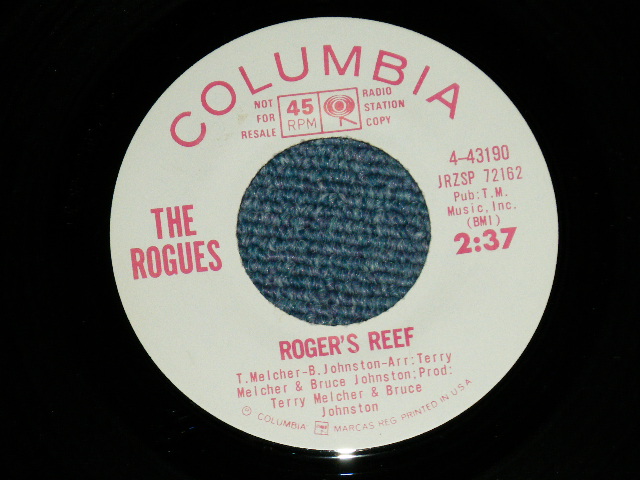 COLUMBIA
NOT FOR RESALE
45 RPM
RADIO STATION COPY
4-43190
JRZSP 72162
Pub: T.M.
Music, Inc.
(BMI)
2:37
THE
ROGUES
ROGER'S REEF
T. Melcher-B. Johnston-Arr: Terry
Melcher & Bruce Johnston; Prod:
Terry Melcher & Bruce
Johnston
COLUMBIA MARCAS REG. PRINTED IN U.S.A.